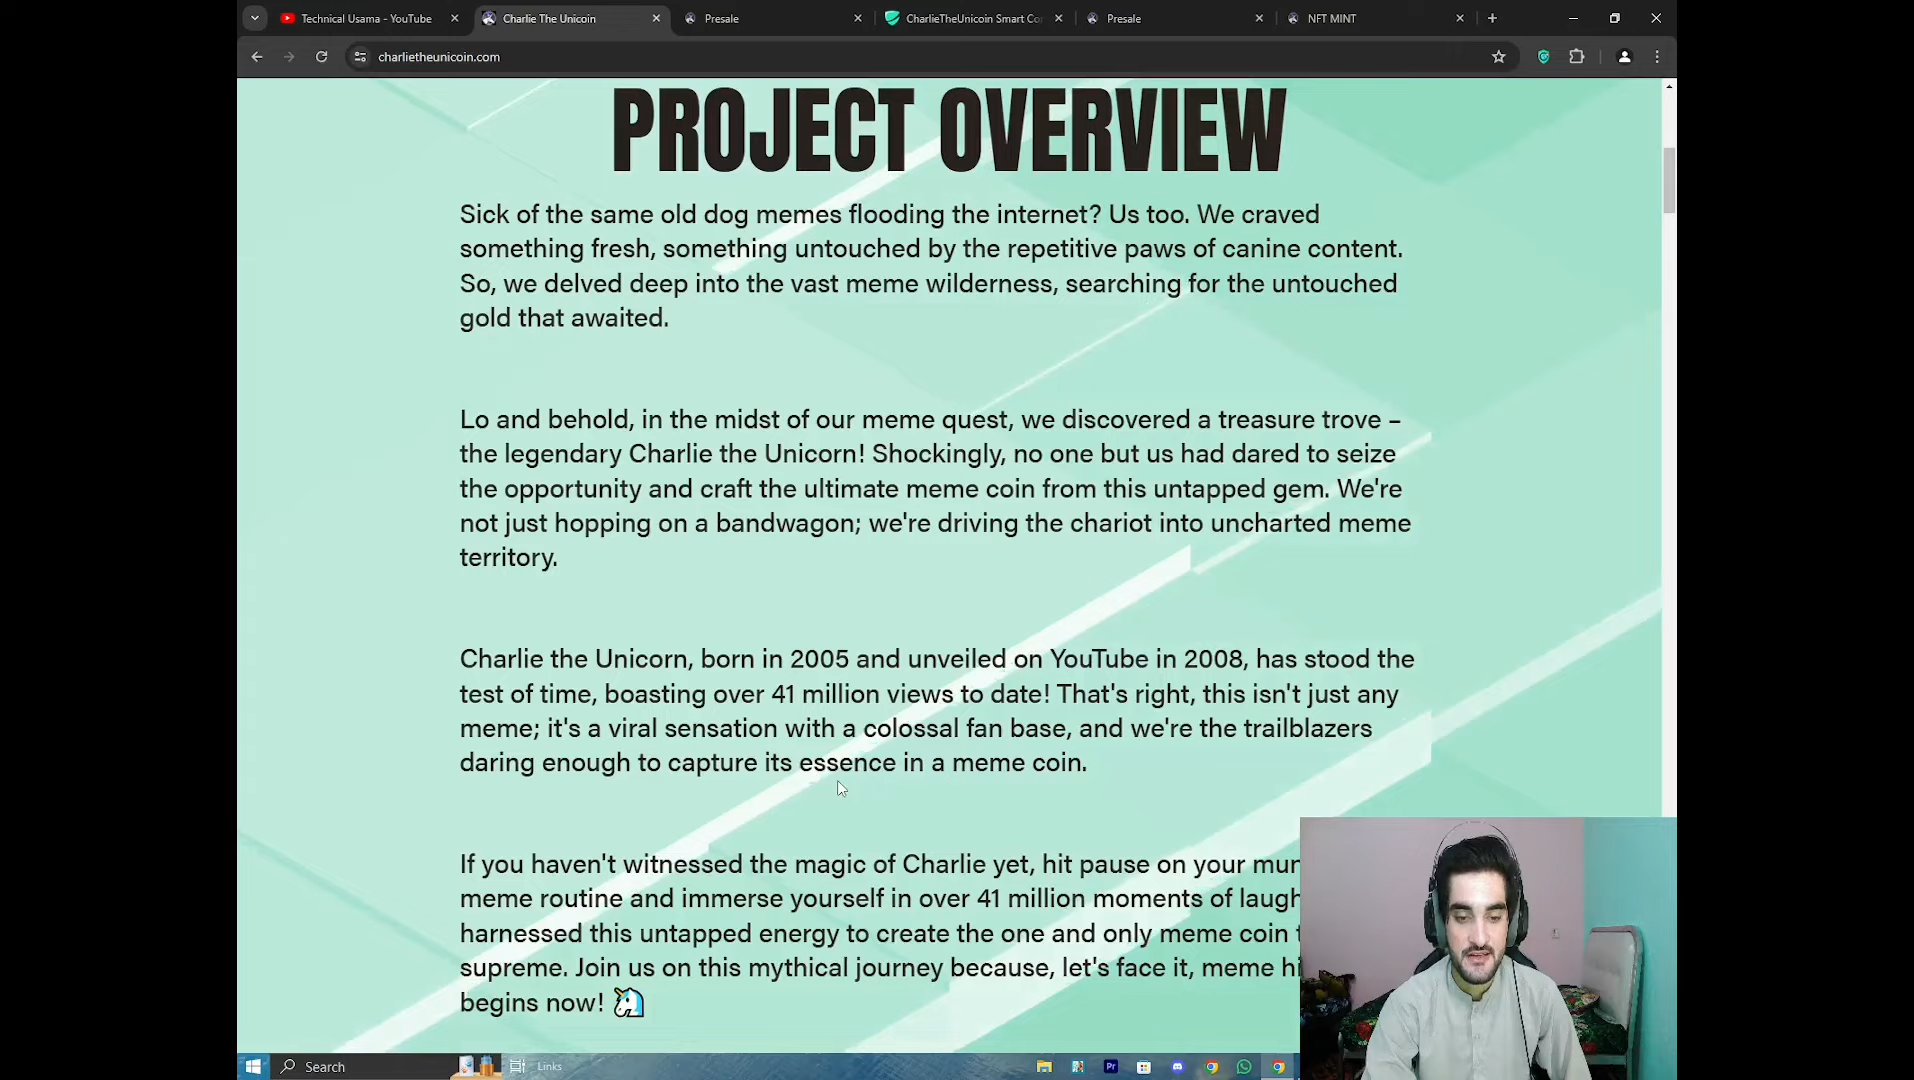 Technical Usama - YouTube
Charlie The Unicoin
Presale
CharlieTheUnicoin Smart Co
Presale
NFT MINT
charlietheunicoin.com
PROJECT OVERVIEW
Sick of the same old dog memes flooding the internet? Us too. We craved
something fresh, something untouched by the repetitive paws of canine content.
So, we delved deep into the vast meme wilderness, searching for the untouched
gold that awaited.
Lo and behold, in the midst of our meme quest, we discovered a treasure trove –
the legendary Charlie the Unicorn! Shockingly, no one but us had dared to seize
the opportunity and craft the ultimate meme coin from this untapped gem. We're
not just hopping on a bandwagon; we're driving the chariot into uncharted meme
territory.
Charlie the Unicorn, born in 2005 and unveiled on YouTube in 2008, has stood the
test of time, boasting over 41 million views to date! That's right, this isn't just any
meme; it's a viral sensation with a colossal fan base, and we're the trailblazers
daring enough to capture its essence in a meme coin.
If you haven't witnessed the magic of Charlie yet, hit pause on your mun
meme routine and immerse yourself in over 41 million moments of laugh
harnessed this untapped energy to create the one and only meme coin t
supreme. Join us on this mythical journey because, let's face it, meme hi
begins now! 🦄
Search
Links
Pr